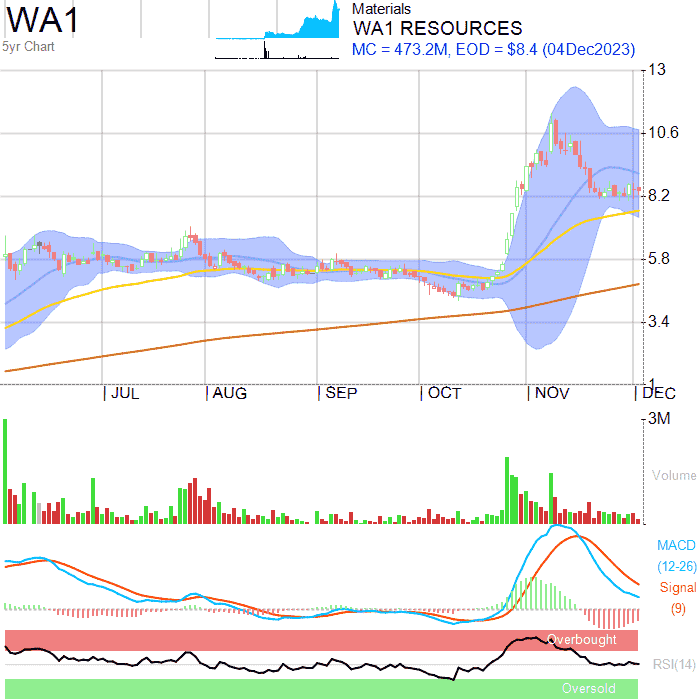 WA1
5yr Chart
Materials
WA1 RESOURCES
MC = 473.2M, EOD = $8.4 (04Dec2023)
13
10.6
8.2
5.8
3.4
1
JUL
AUG
SEP
OCT
NOV
DEC
3M
Volume
MACD
(12-26)
Signal
(9)
Overbought
RSI(14)
Oversold